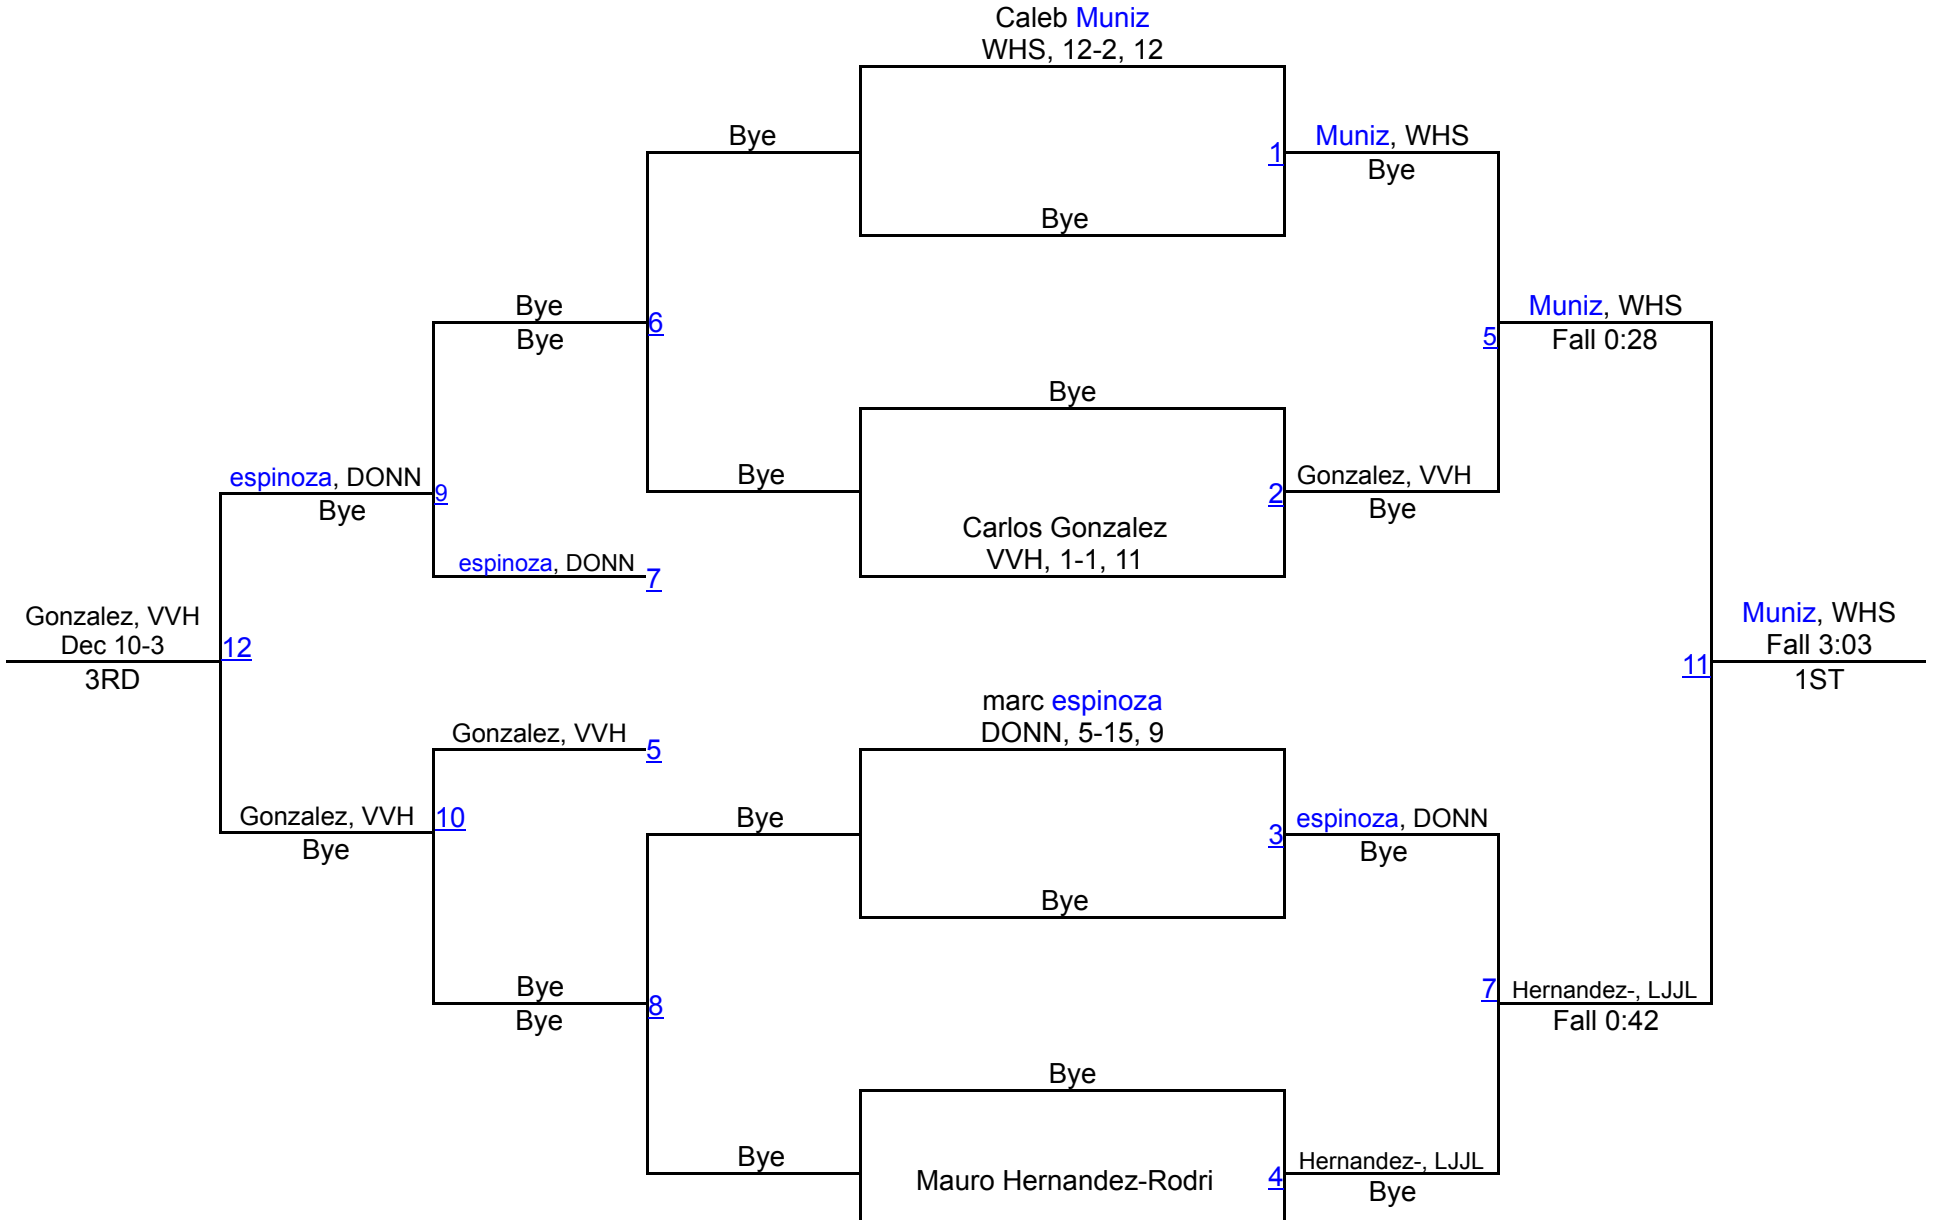 Caleb Muniz
WHS, 12-2, 12
Bye
1
Muniz, WHS
Bye
Bye
Bye
Bye
6
Muniz, WHS
5
Fall 0:28
Bye
espinoza, DONN
9
Bye
Bye
2
Gonzalez, VVH
Bye
Carlos Gonzalez
VVH, 1-1, 11
espinoza, DONN
7
Gonzalez, VVH
Dec 10-3
12
3RD
Muniz, WHS
Fall 3:03
11
1ST
marc espinoza
DONN, 5-15, 9
Gonzalez, VVH
5
Gonzalez, VVH
10
Bye
Bye
3
espinoza, DONN
Bye
Bye
Bye
Bye
8
7
Hernandez-, LJJL
Fall 0:42
Bye
Bye
Mauro Hernandez-Rodri
4
Hernandez-, LJJL
Bye